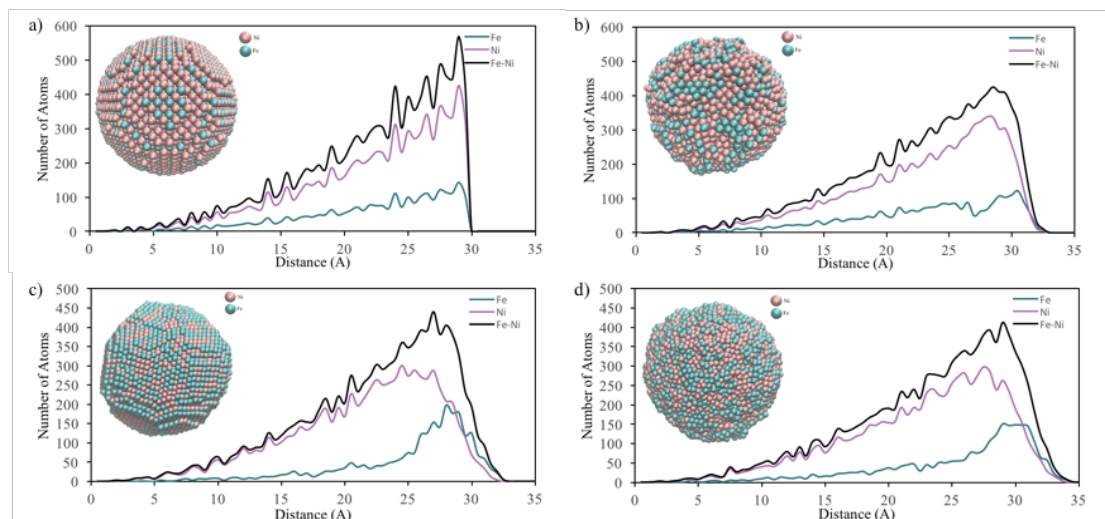 a)
600
500
400
300
200
100
0
Number of Atoms
0 5 10 15 20 25 30 35
Distance (A)
Ni
Fe
Fe
Ni
Fe-Ni
b)
600
500
400
300
200
100
0
Number of Atoms
0 5 10 15 20 25 30 35
Distance (A)
Ni
Fe
Fe
Ni
Fe-Ni
c)
500
450
400
350
300
250
200
150
100
50
0
Number of Atoms
0 5 10 15 20 25 30 35
Distance (A)
Ni
Fe
Fe
Ni
Fe-Ni
d)
500
450
400
350
300
250
200
150
100
50
0
Number of Atoms
0 5 10 15 20 25 30 35
Distance (A)
Ni
Fe
Fe
Ni
Fe-Ni